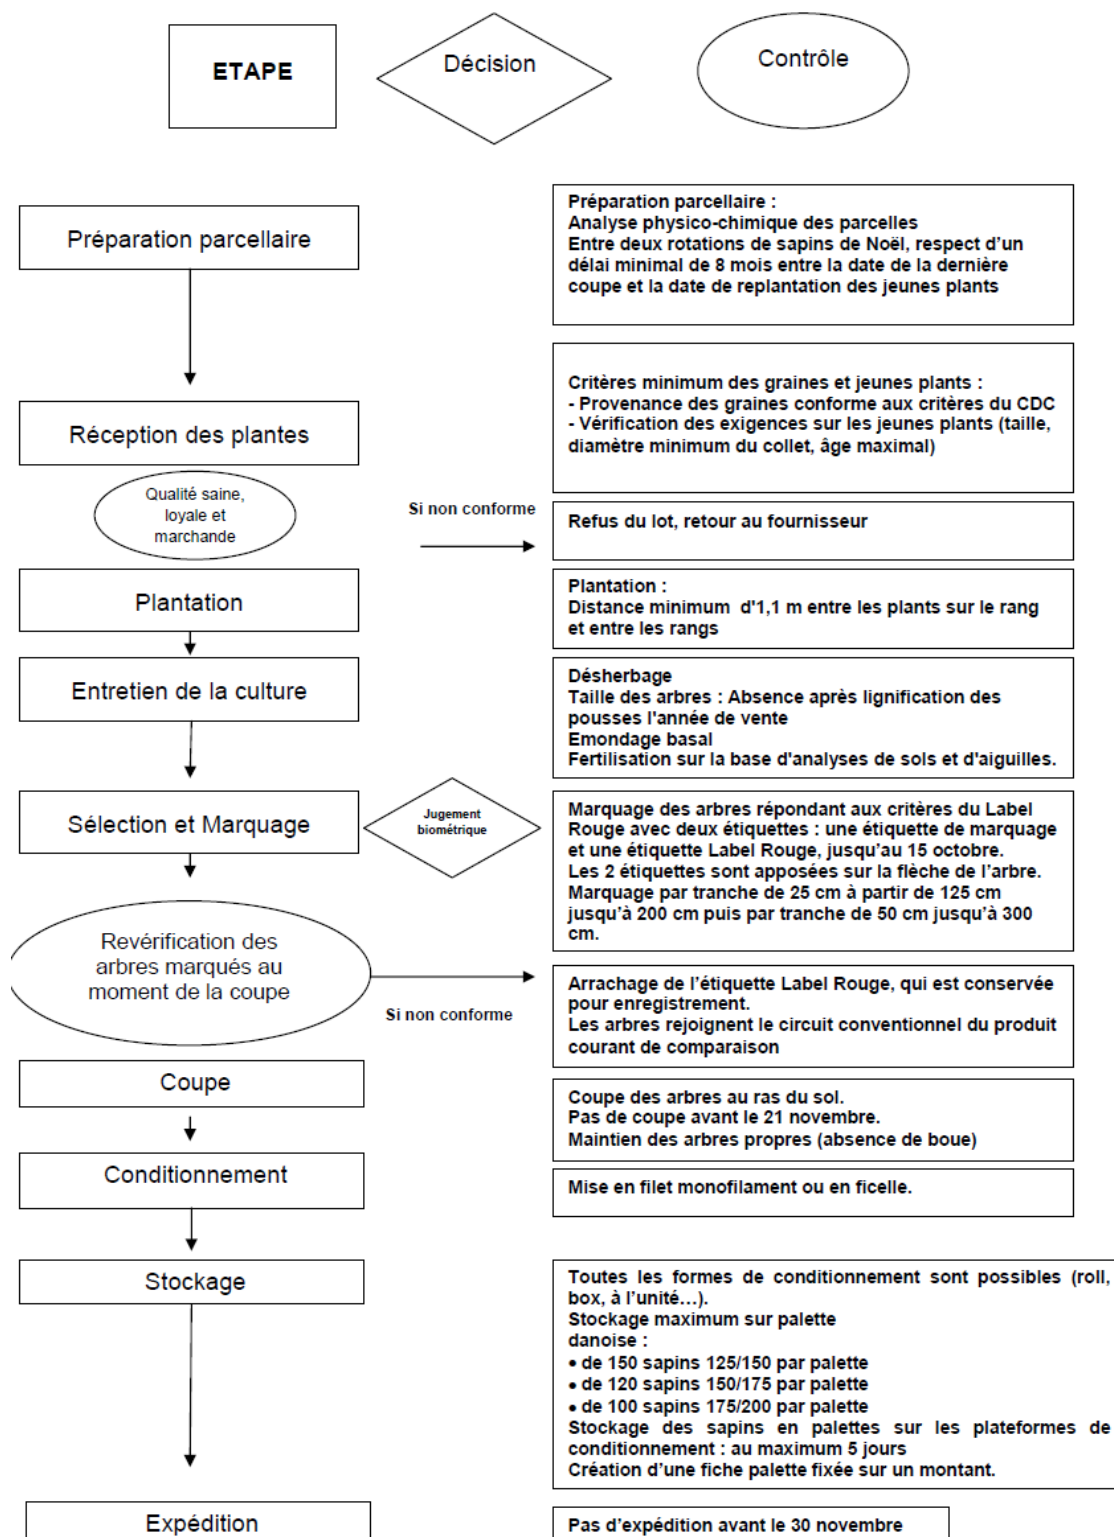 ETAPE
Décision
Contrôle
Préparation parcellaire
Préparation parcellaire :
Analyse physico-chimique des parcelles
Entre deux rotations de sapins de Noël, respect d'un
délai minimal de 8 mois entre la date de la dernière
coupe et la date de replantation des jeunes plants
Réception des plantes
Critères minimum des graines et jeunes plants :
- Provenance des graines conforme aux critères du CDC
- Vérification des exigences sur les jeunes plants (taille,
diamètre minimum du collet, âge maximal)
Qualité saine,
loyale et
marchande
Si non conforme
Refus du lot, retour au fournisseur
Plantation
Plantation :
Distance minimum d'1,1 m entre les plants sur le rang
et entre les rangs
Entretien de la culture
Désherbage
Taille des arbres : Absence après lignification des
pousses l'année de vente
Emondage basal
Fertilisation sur la base d'analyses de sols et d'aiguilles.
Sélection et Marquage
Jugement
biométrique
Marquage des arbres répondant aux critères du Label
Rouge avec deux étiquettes : une étiquette de marquage
et une étiquette Label Rouge, jusqu'au 15 octobre.
Les 2 étiquettes sont apposées sur la flèche de l'arbre.
Marquage par tranche de 25 cm à partir de 125 cm
jusqu'à 200 cm puis par tranche de 50 cm jusqu'à 300
cm.
Revérification des
arbres marqués au
moment de la coupe
Si non conforme
Arrachage de l'étiquette Label Rouge, qui est conservée
pour enregistrement.
Les arbres rejoignent le circuit conventionnel du produit
courant de comparaison
Coupe
Coupe des arbres au ras du sol.
Pas de coupe avant le 21 novembre.
Maintien des arbres propres (absence de boue)
Conditionnement
Mise en filet monofilament ou en ficelle.
Stockage
Toutes les formes de conditionnement sont possibles (roll,
box, à l'unité…).
Stockage maximum sur palette
danoise :
• de 150 sapins 125/150 par palette
• de 120 sapins 150/175 par palette
• de 100 sapins 175/200 par palette
Stockage des sapins en palettes sur les plateformes de
conditionnement : au maximum 5 jours
Création d'une fiche palette fixée sur un montant.
Expédition
Pas d'expédition avant le 30 novembre